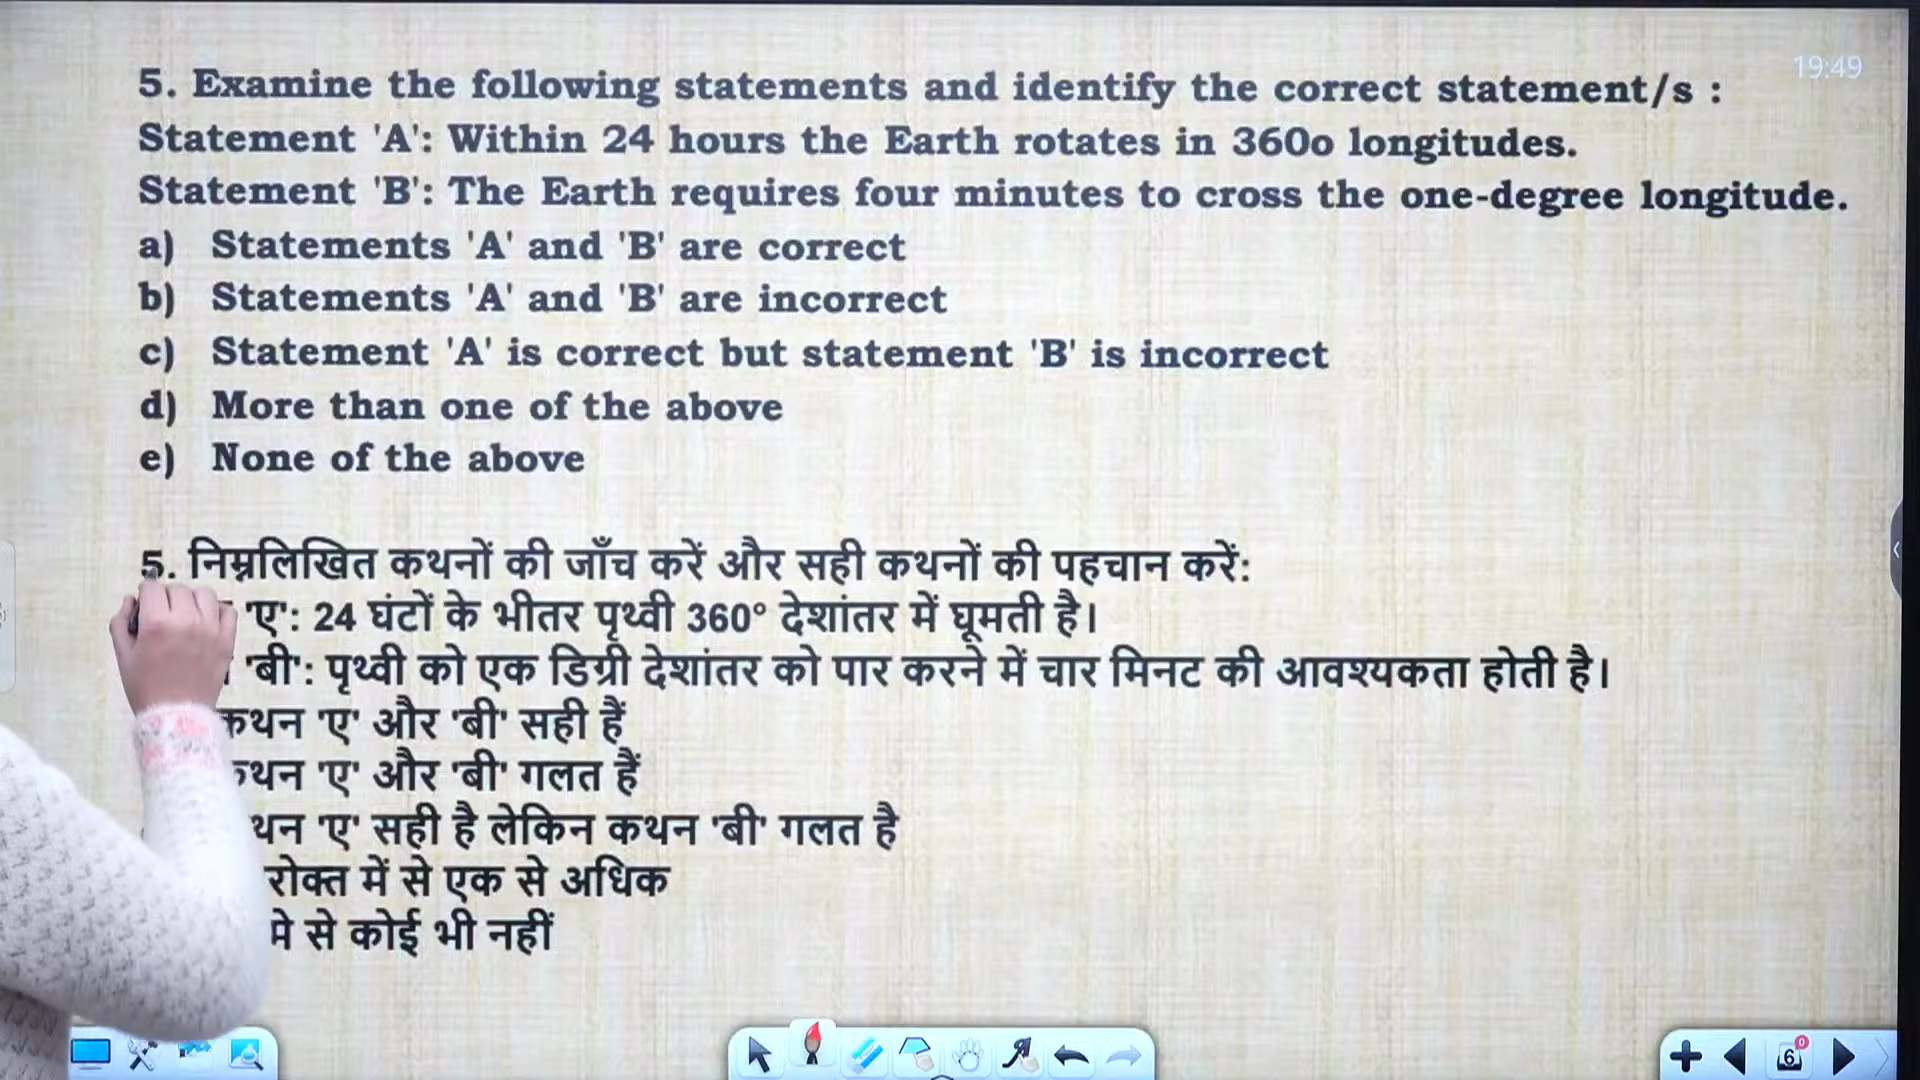 19:49
5. Examine the following statements and identify the correct statement/s :
Statement 'A': Within 24 hours the Earth rotates in 360o longitudes.
Statement 'B': The Earth requires four minutes to cross the one-degree longitude.
a) Statements 'A' and 'B' are correct
b) Statements 'A' and 'B' are incorrect
c) Statement 'A' is correct but statement 'B' is incorrect
d) More than one of the above
e) None of the above
5. निम्नलिखित कथनों की जाँच करें और सही कथनों की पहचान करें:
'ए': 24 घंटों के भीतर पृथ्वी 360° देशांतर में घूमती है।
'बी': पृथ्वी को एक डिग्री देशांतर को पार करने में चार मिनट की आवश्यकता होती है।
कथन 'ए' और 'बी' सही हैं
कथन 'ए' और 'बी' गलत हैं
थन 'ए' सही है लेकिन कथन 'बी' गलत है
रोक्त में से एक से अधिक
मे से कोई भी नहीं
6
0